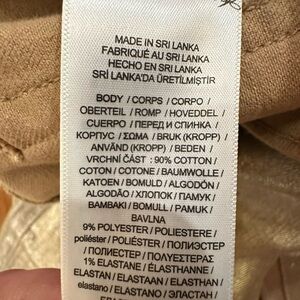 MADE IN SRI LANKA
FABRIQUÉ AU SRI LANKA
HECHO EN SRI LANKA
SRİ LANKA'DA ÜRETİLMİŞTİR
BODY / CORPS / CORPO /
OBERTEIL / ROMP / HOVEDDEL /
CUERPO / ПЕРЕД И СПИНКА /
КОРПУС / ΣΩΜΑ / BRUK (KROPP) /
ANVÄND (KROPP) / BEDEN /
VRCHNÍ ČÁST : 90% COTTON /
COTON / COTONE / BAUMWOLLE /
KATOEN / BOMULD / ALGODÓN /
ALGODÃO / ХЛОПОК / ПАМУК /
BAMBAKI / BOMULL / PAMUK /
BAVLNA
9% POLYESTER / POLIESTERE /
poliéster / POLIÉSTER / ПОЛИЭСТЕР
/ ПОЛИЕСТЕР / ΠΟΛΥΕΣΤΕΡΑΣ
1% ELASTANE / ÉLASTHANNE /
ELASTAN / ELASTAAN / ELASTHAN /
elastano / ELASTANO / ЭЛАСТАН /